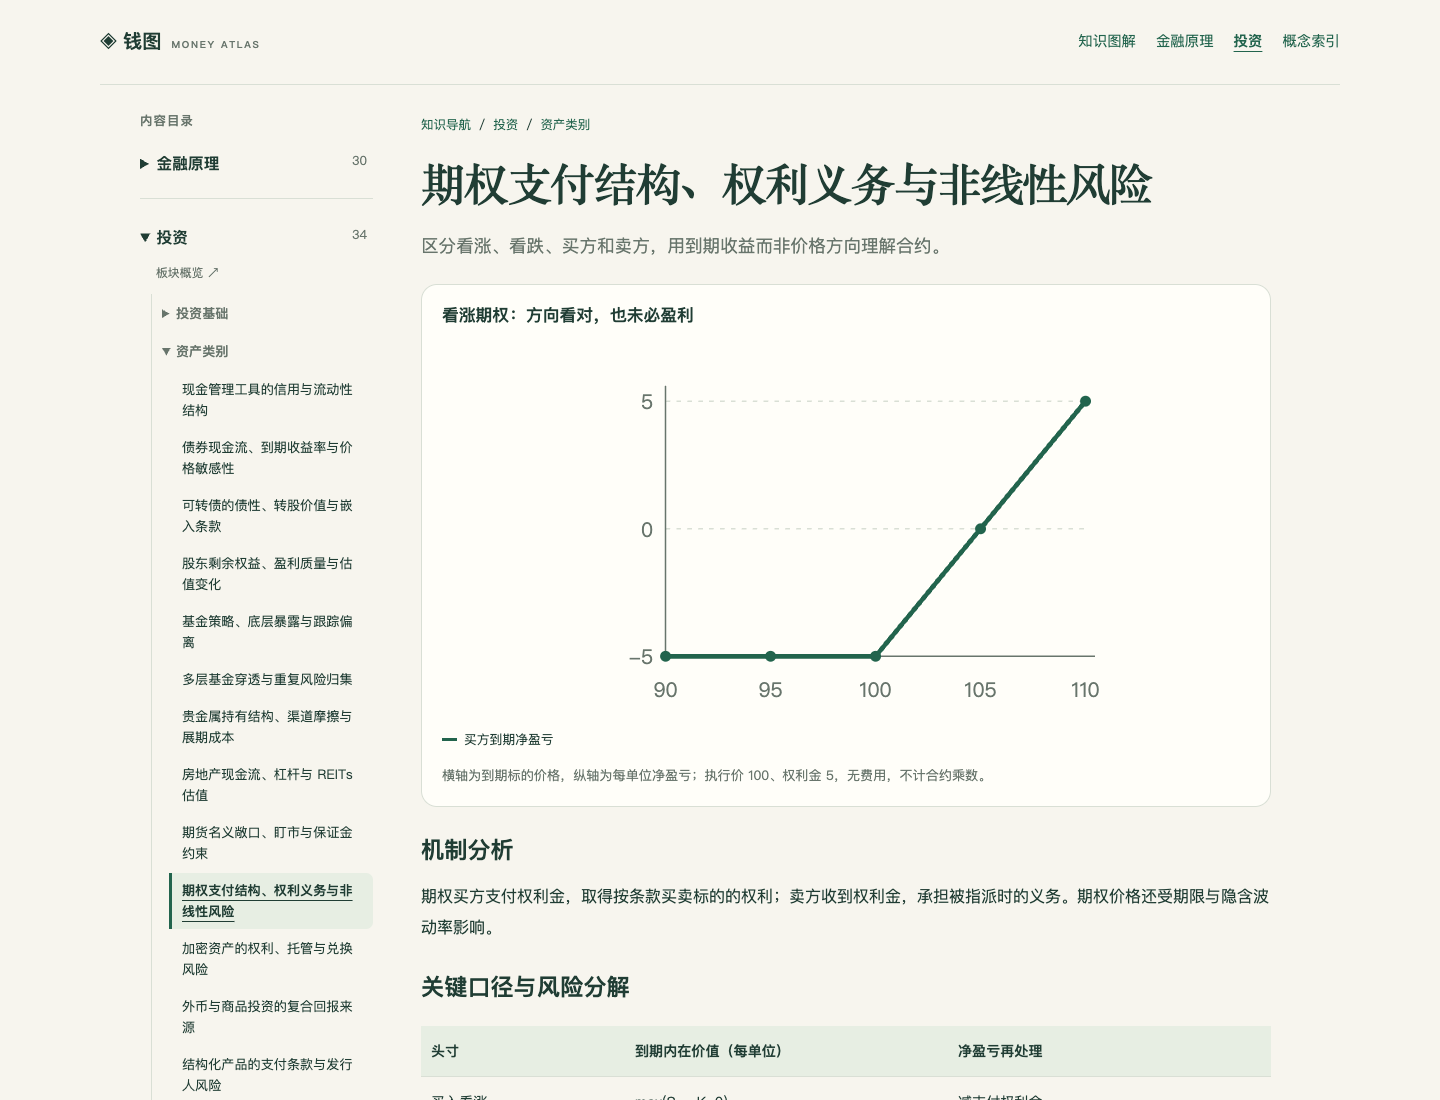 ◈ 钱图 MONEY ATLAS
知识图解 金融原理 投资 概念索引
内容目录
▶ 金融原理 30
▼ 投资 34
板块概览 ↗
▶ 投资基础
▼ 资产类别
现金管理工具的信用与流动性
结构
债券现金流、到期收益率与价
格敏感性
可转债的债性、转股价值与嵌
入条款
股东剩余权益、盈利质量与估
值变化
基金策略、底层暴露与跟踪偏
离
多层基金穿透与重复风险归集
贵金属持有结构、渠道摩擦与
展期成本
房地产现金流、杠杆与 REITs
估值
期货名义敞口、盯市与保证金
约束
期权支付结构、权利义务与非
线性风险
加密资产的权利、托管与兑换
风险
外币与商品投资的复合回报来
源
结构化产品的支付条款与发行
人风险
知识导航 / 投资 / 资产类别
期权支付结构、权利义务与非线性风险
区分看涨、看跌、买方和卖方，用到期收益而非价格方向理解合约。
看涨期权：方向看对，也未必盈利
5
0
−5
90 95 100 105 110
买方到期净盈亏
横轴为到期标的价格，纵轴为每单位净盈亏；执行价 100、权利金 5，无费用，不计合约乘数。
机制分析
期权买方支付权利金，取得按条款买卖标的的权利；卖方收到权利金，承担被指派时的义务。期权价格还受期限与隐含波
动率影响。
关键口径与风险分解
头寸 到期内在价值（每单位） 净盈亏再处理